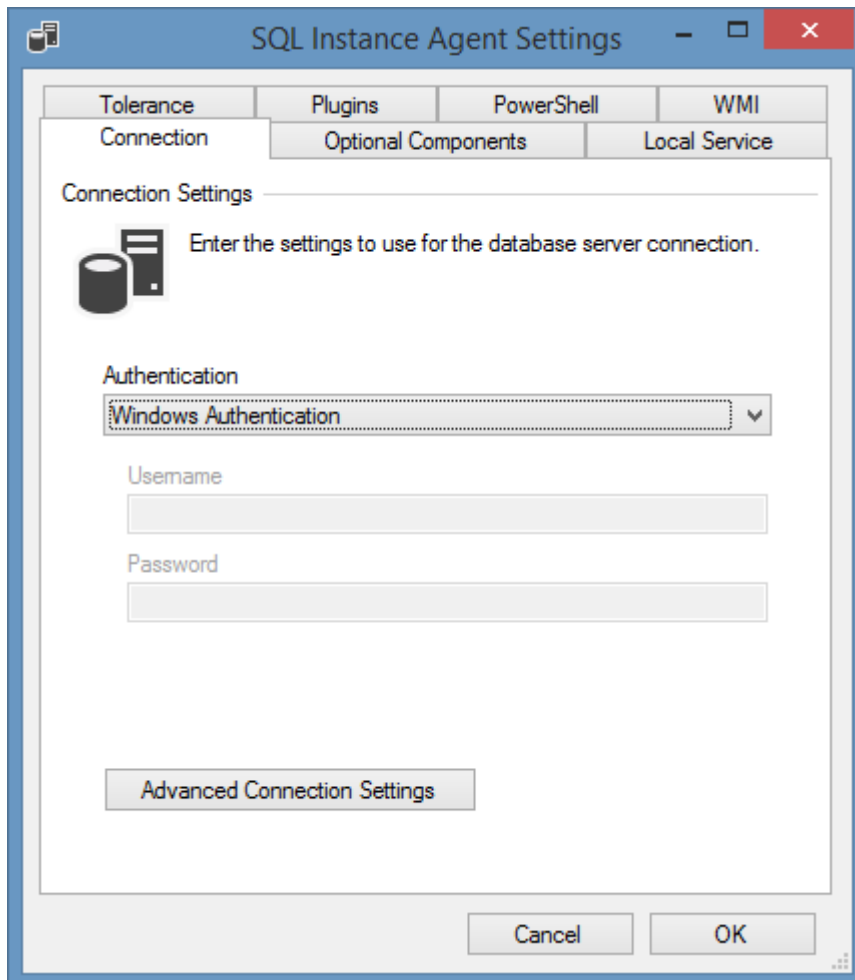 SQL Instance Agent Settings
Tolerance
Plugins
PowerShell
WMI
Connection
Optional Components
Local Service
Connection Settings
Enter the settings to use for the database server connection.
Authentication
Windows Authentication
Username
Password
Advanced Connection Settings
Cancel
OK